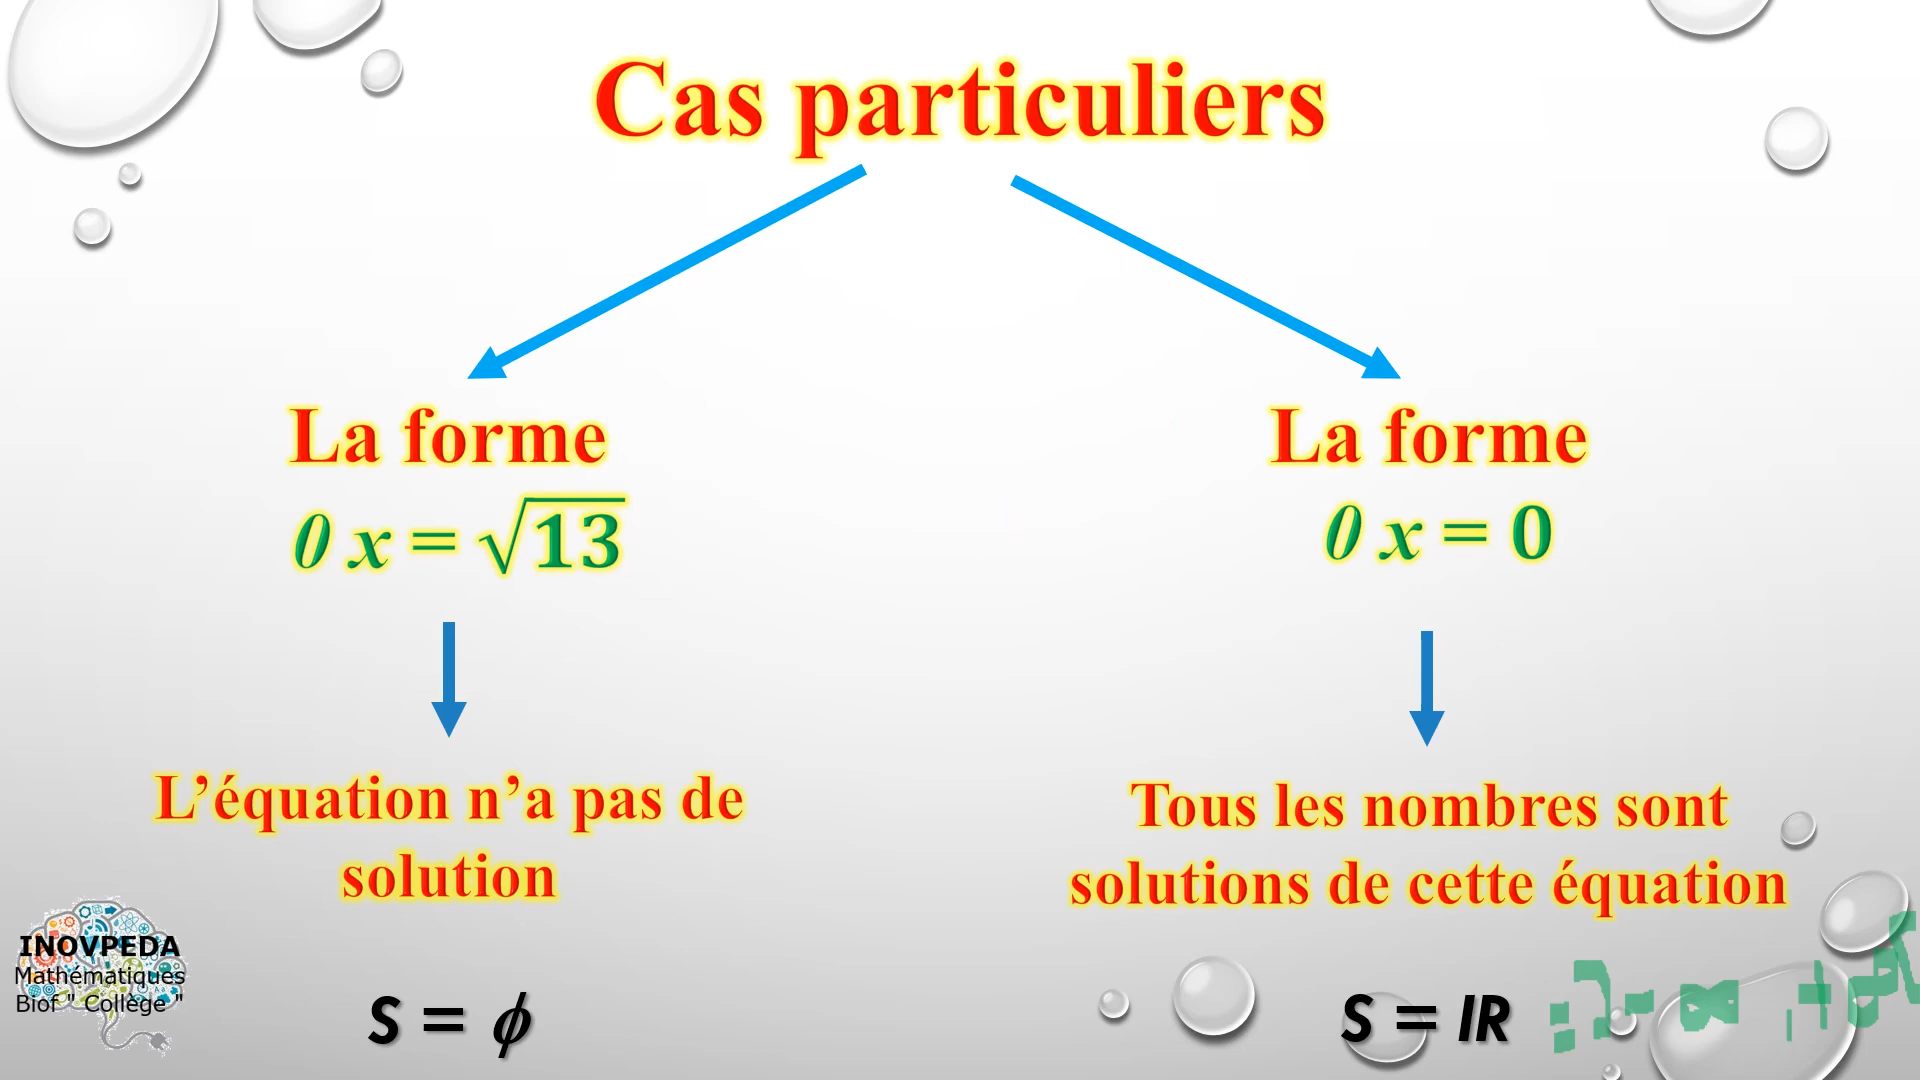 Cas particuliers
La forme
0 x = √13
L’équation n’a pas de
solution
S = ϕ
La forme
0 x = 0
Tous les nombres sont
solutions de cette équation
S = IR
INOVPEDA
Mathématiques
Biof " Collège "